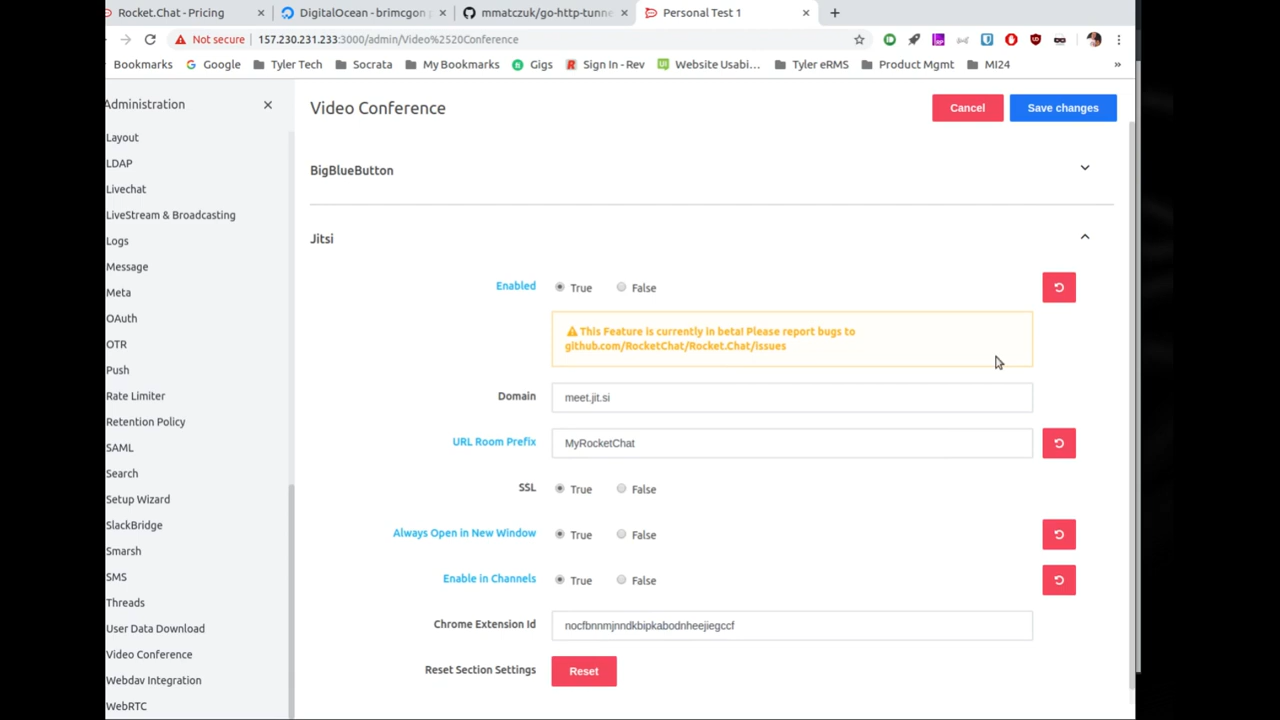 Rocket.Chat - Pricing
DigitalOcean - brimcgon p
mmatczuk/go-http-tunne
Personal Test 1
Not secure 157.230.231.233:3000/admin/Video%2520Conference
Bookmarks Google Tyler Tech Socrata My Bookmarks Gigs Sign In - Rev Website Usabi... Tyler eRMS Product Mgmt MI24 »
Administration
Layout
LDAP
Livechat
LiveStream & Broadcasting
Logs
Message
Meta
OAuth
OTR
Push
Rate Limiter
Retention Policy
SAML
Search
Setup Wizard
SlackBridge
Smarsh
SMS
Threads
User Data Download
Video Conference
Webdav Integration
WebRTC
Video Conference
Cancel
Save changes
BigBlueButton
Jitsi
Enabled True False
This Feature is currently in beta! Please report bugs to
github.com/RocketChat/Rocket.Chat/issues
Domain meet.jit.si
URL Room Prefix MyRocketChat
SSL True False
Always Open in New Window True False
Enable in Channels True False
Chrome Extension Id nocfbnnmjnndkbipkabodnheejiegccf
Reset Section Settings Reset